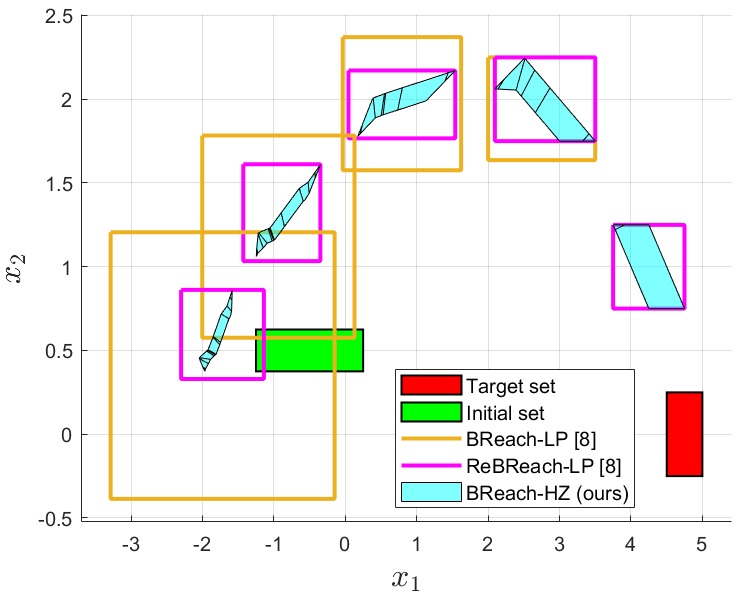 2.5
2
1.5
1
0.5
0
-0.5
x2
-3 -2 -1 0 1 2 3 4 5
x1
Target set
Initial set
BReach-LP [8]
ReBReach-LP [8]
BReach-HZ (ours)